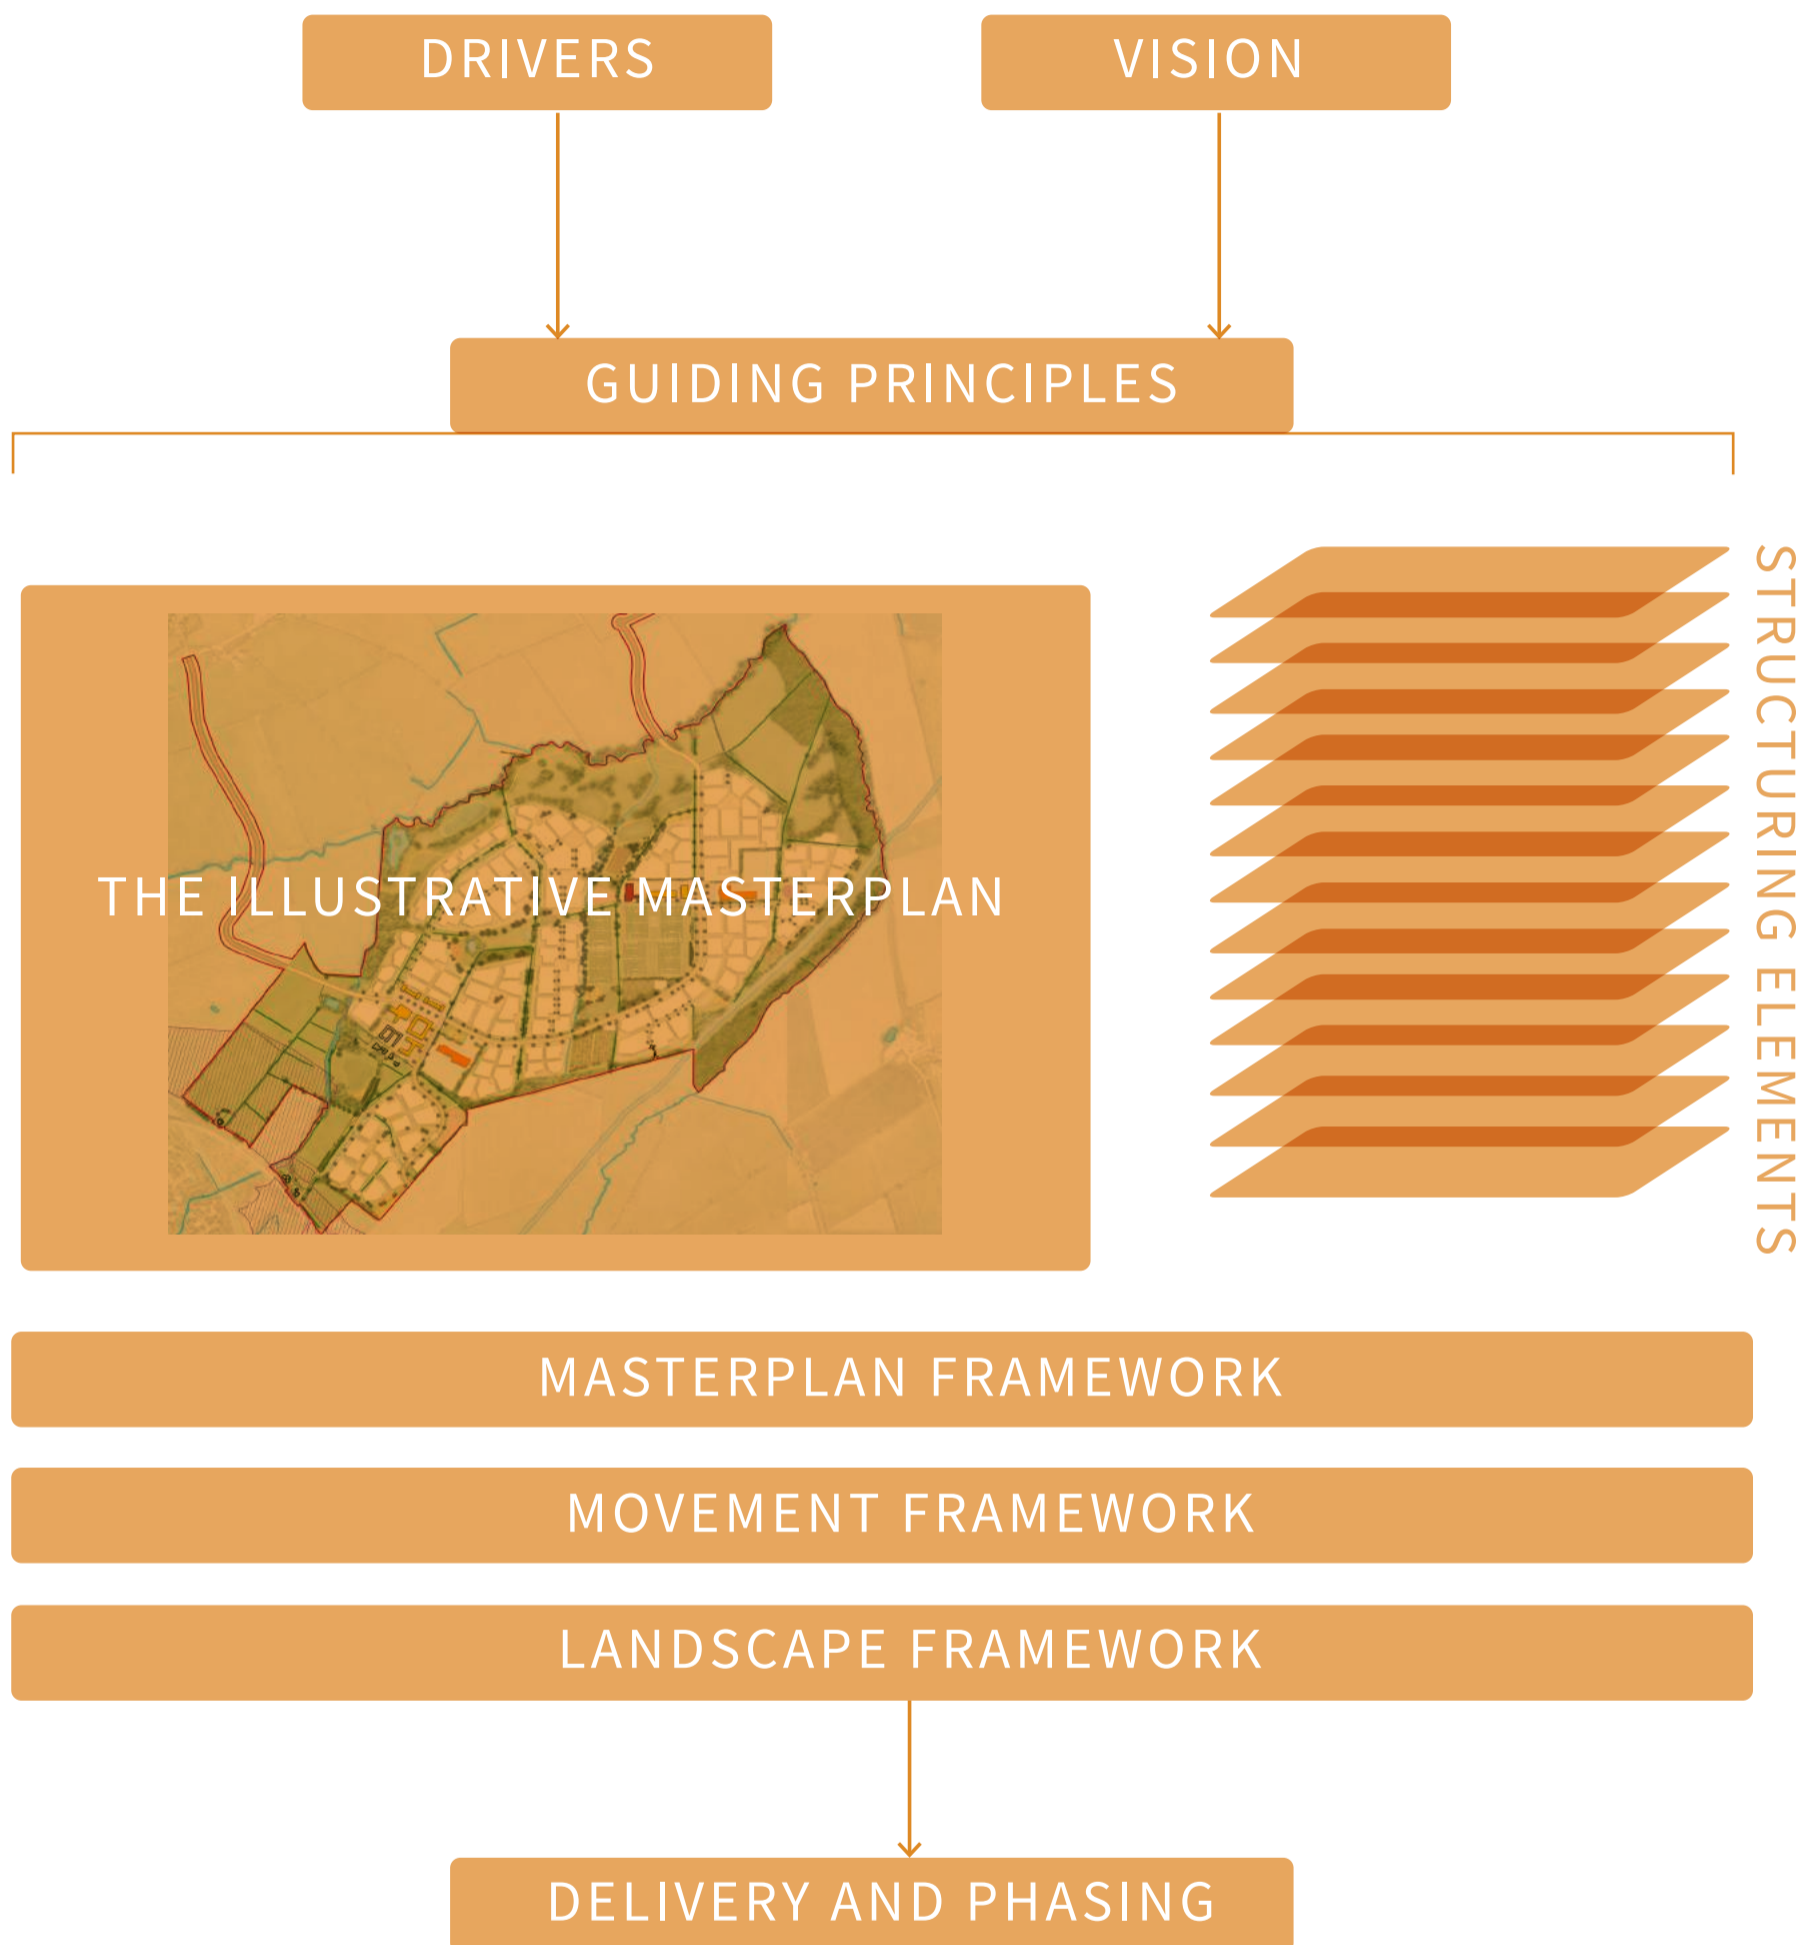 DRIVERS
VISION
GUIDING PRINCIPLES
THE ILLUSTRATIVE MASTERPLAN
STRUCTURING ELEMENTS
MASTERPLAN FRAMEWORK
MOVEMENT FRAMEWORK
LANDSCAPE FRAMEWORK
DELIVERY AND PHASING